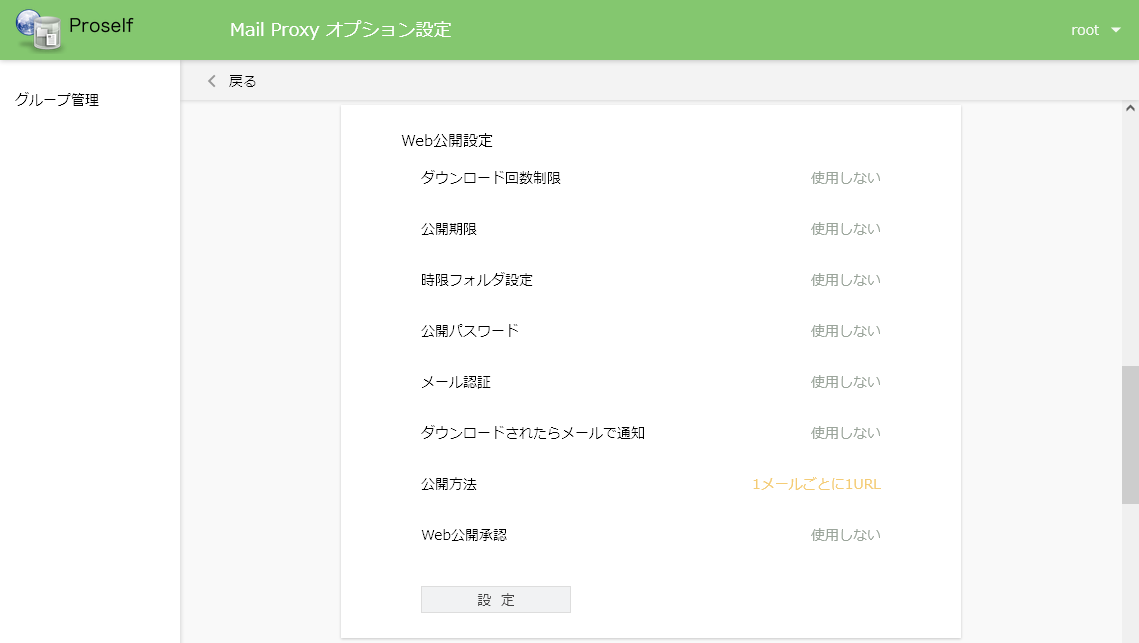 Proself
Mail Proxy オプション設定
root
グループ管理
戻る
Web公開設定
ダウンロード回数制限 使用しない
公開期限 使用しない
時限フォルダ設定 使用しない
公開パスワード 使用しない
メール認証 使用しない
ダウンロードされたらメールで通知 使用しない
公開方法 1メールごとに1URL
Web公開承認 使用しない
設 定